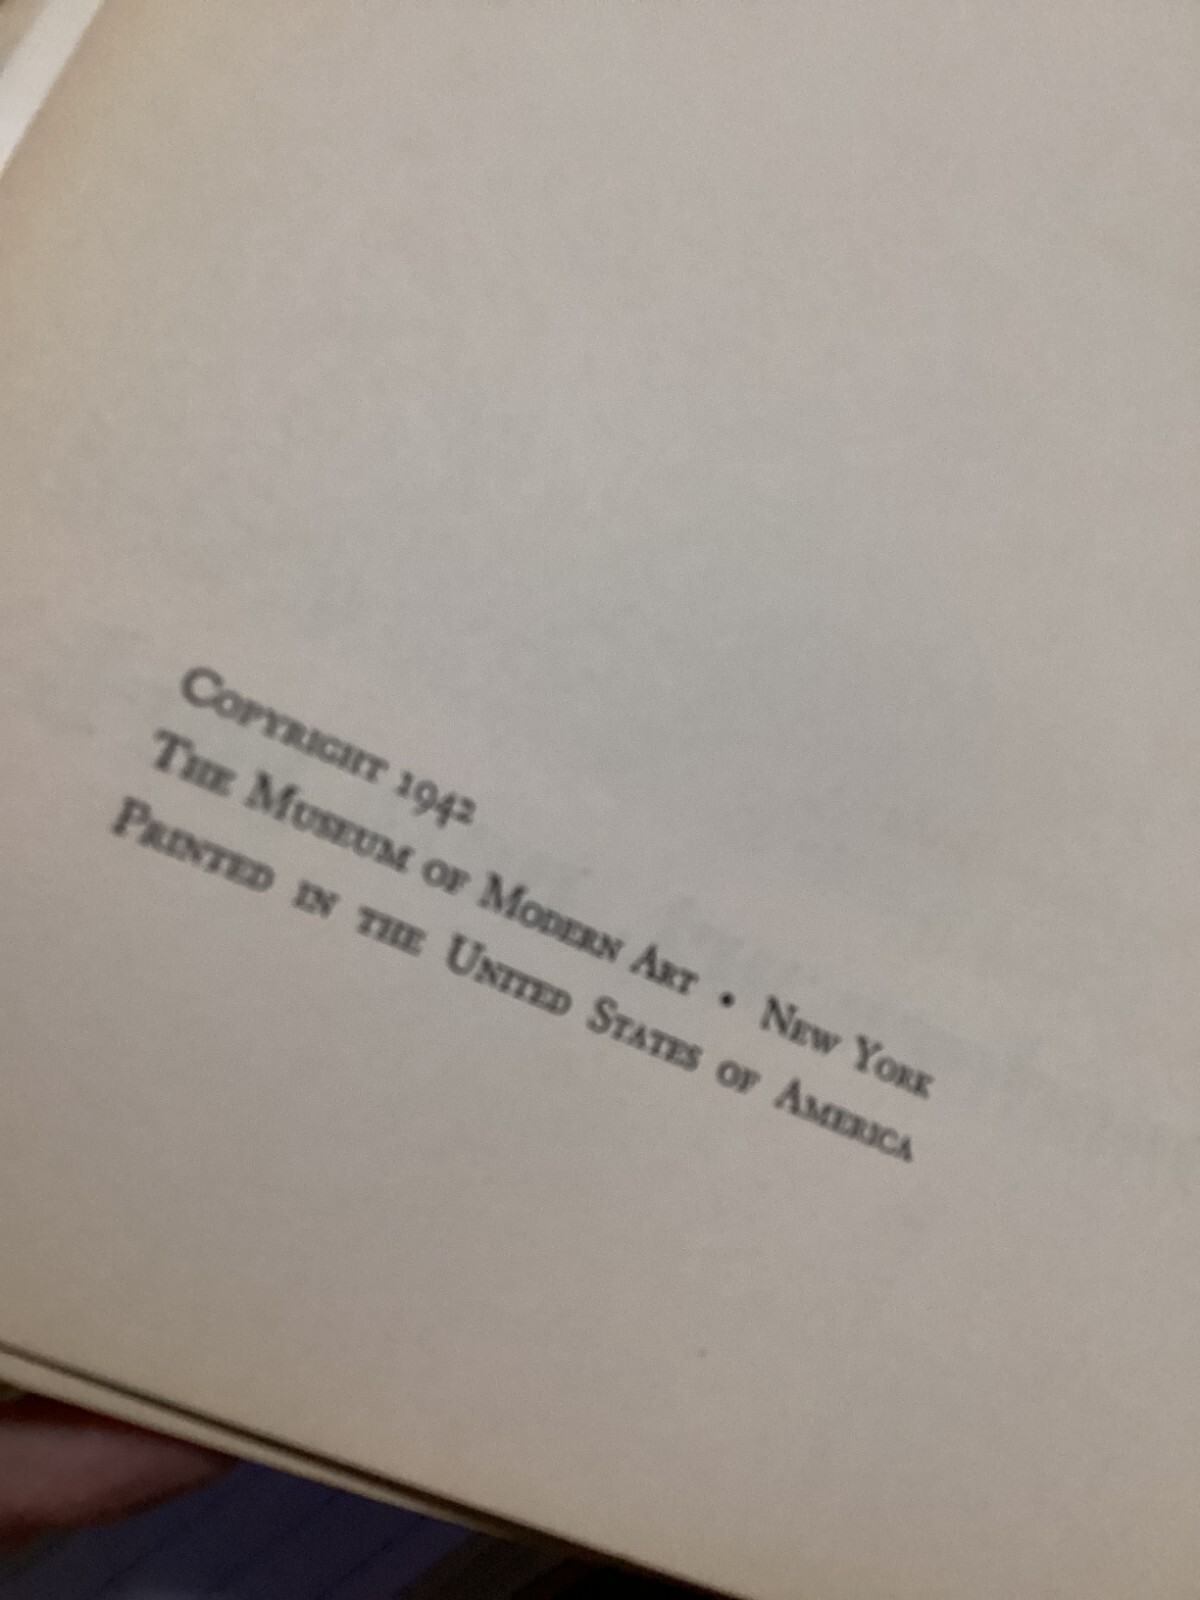 Copyright 1942
The Museum of Modern Art • New York
Printed in the United States of America